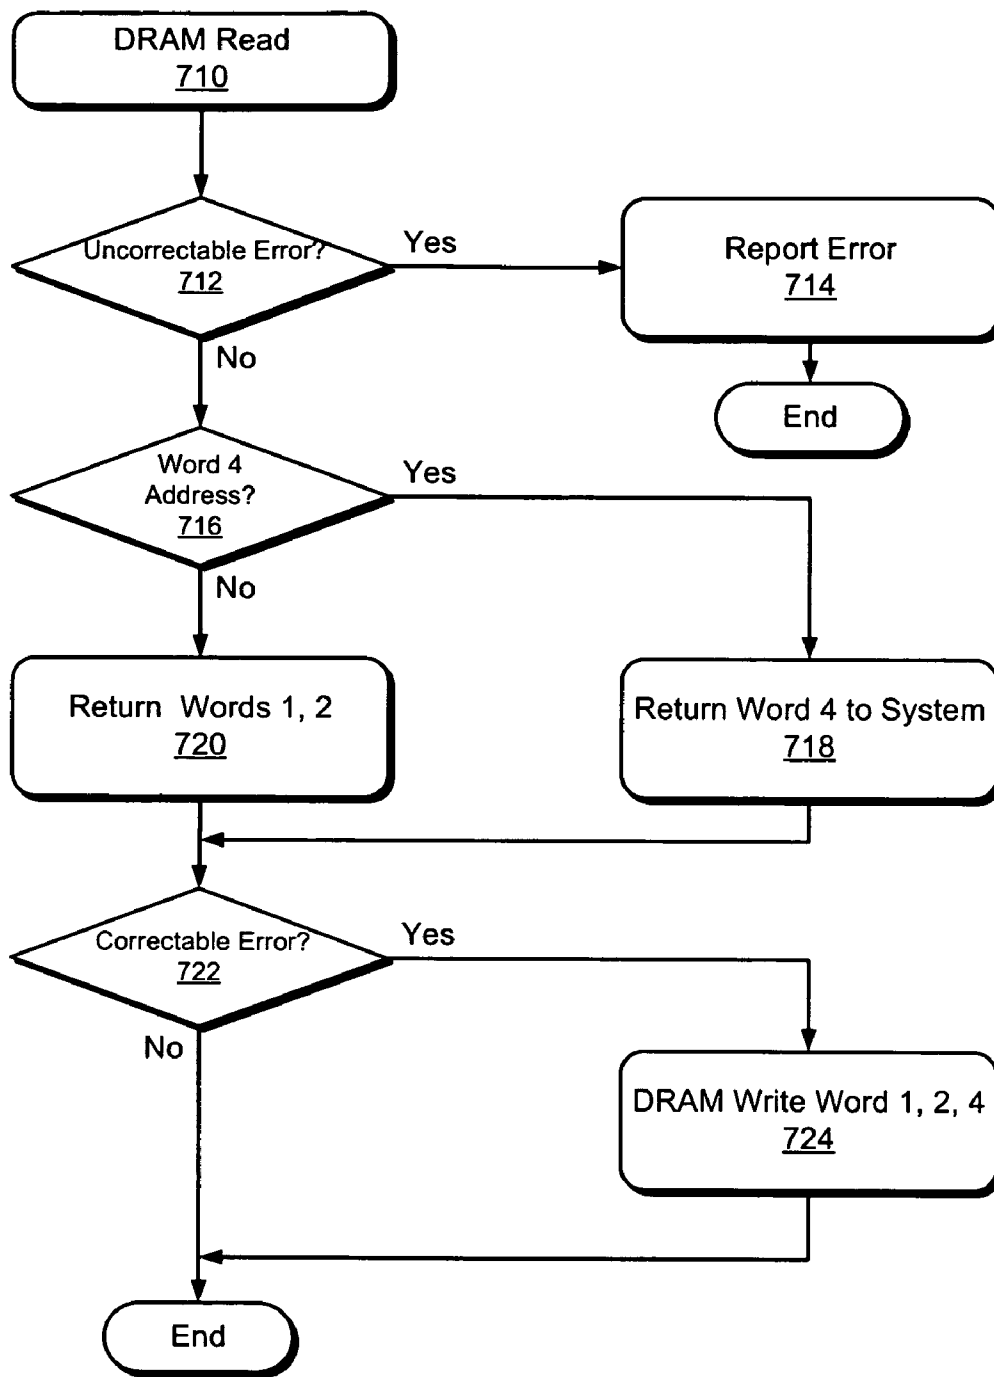 DRAM Read
710
Uncorrectable Error?
712
Yes
Report Error
714
No
End
Word 4
Address?
716
Yes
No
Return Words 1, 2
720
Return Word 4 to System
718
Correctable Error?
722
Yes
No
DRAM Write Word 1, 2, 4
724
End